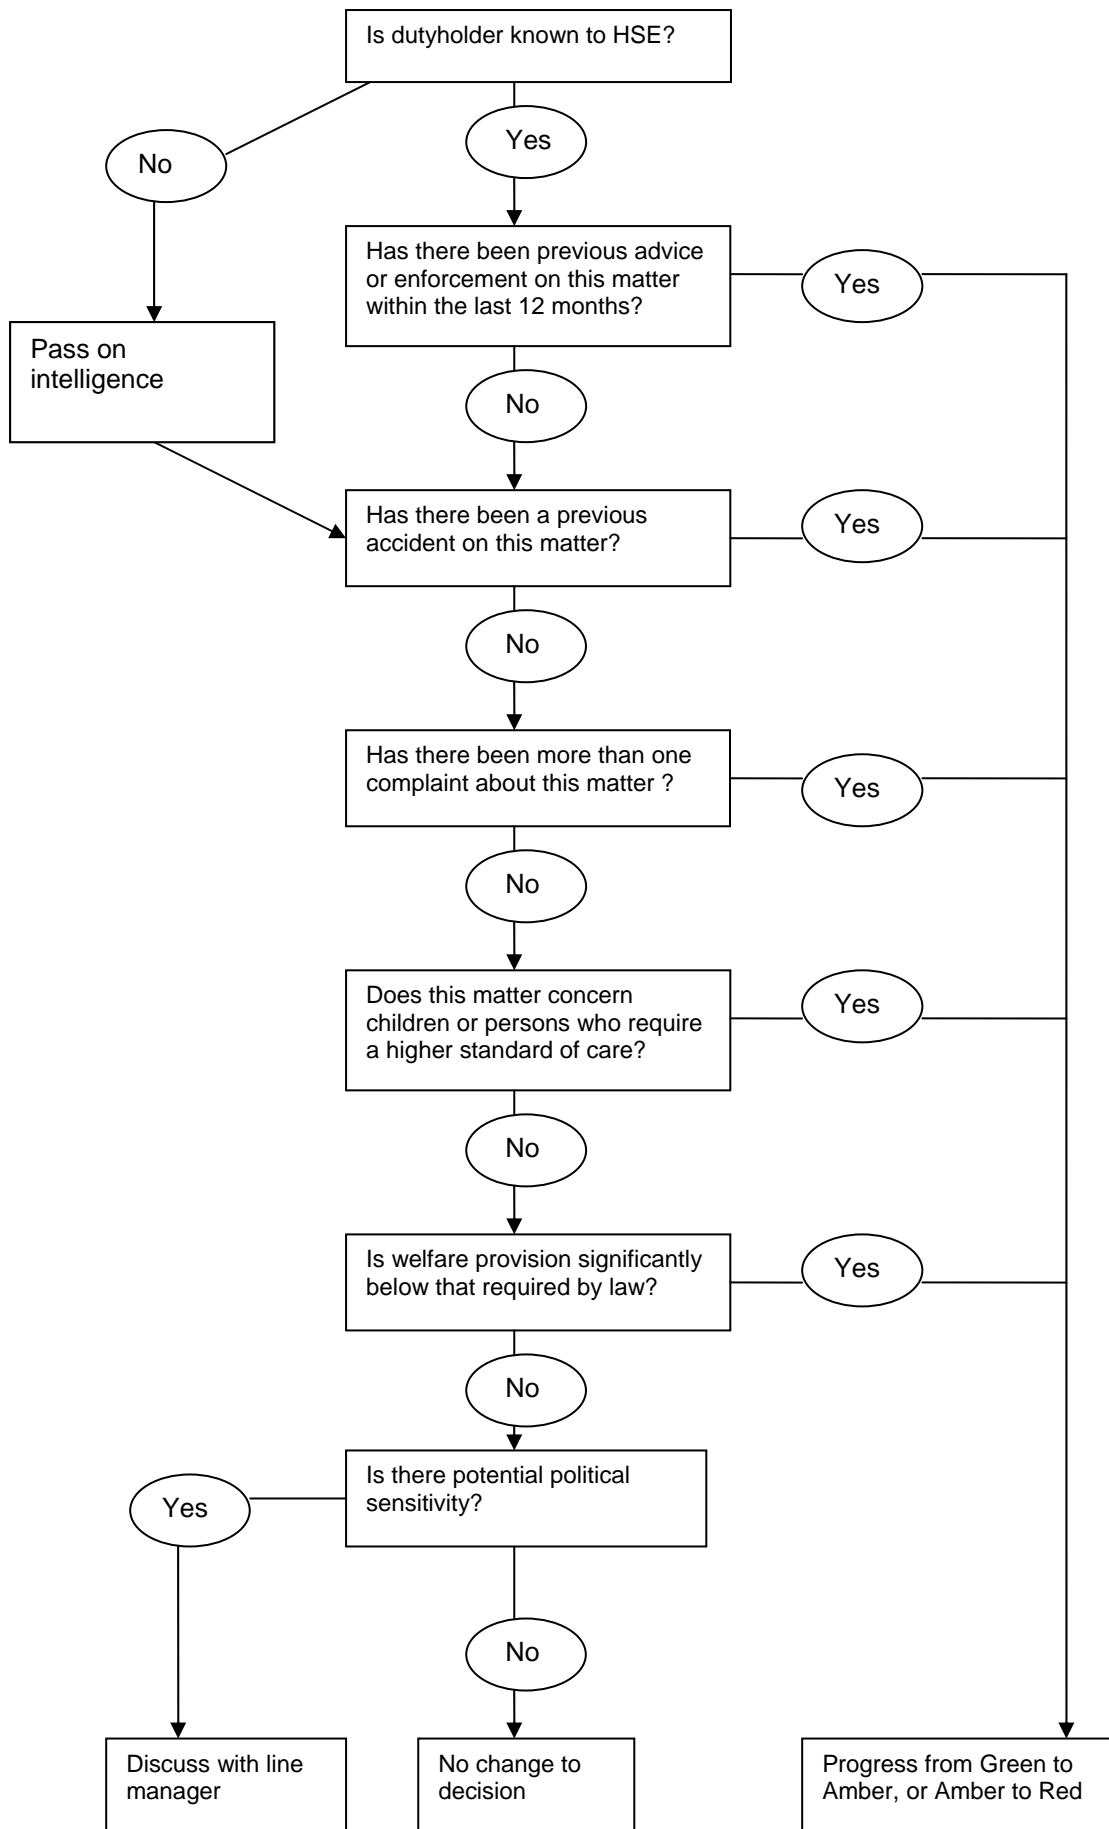 Is dutyholder known to HSE?
No
Yes
Has there been previous advice
or enforcement on this matter
within the last 12 months?
Yes
Pass on
intelligence
No
Has there been a previous
accident on this matter?
Yes
No
Has there been more than one
complaint about this matter ?
Yes
No
Does this matter concern
children or persons who require
a higher standard of care?
Yes
No
Is welfare provision significantly
below that required by law?
Yes
No
Is there potential political
sensitivity?
Yes
No
Discuss with line
manager
No change to
decision
Progress from Green to
Amber, or Amber to Red